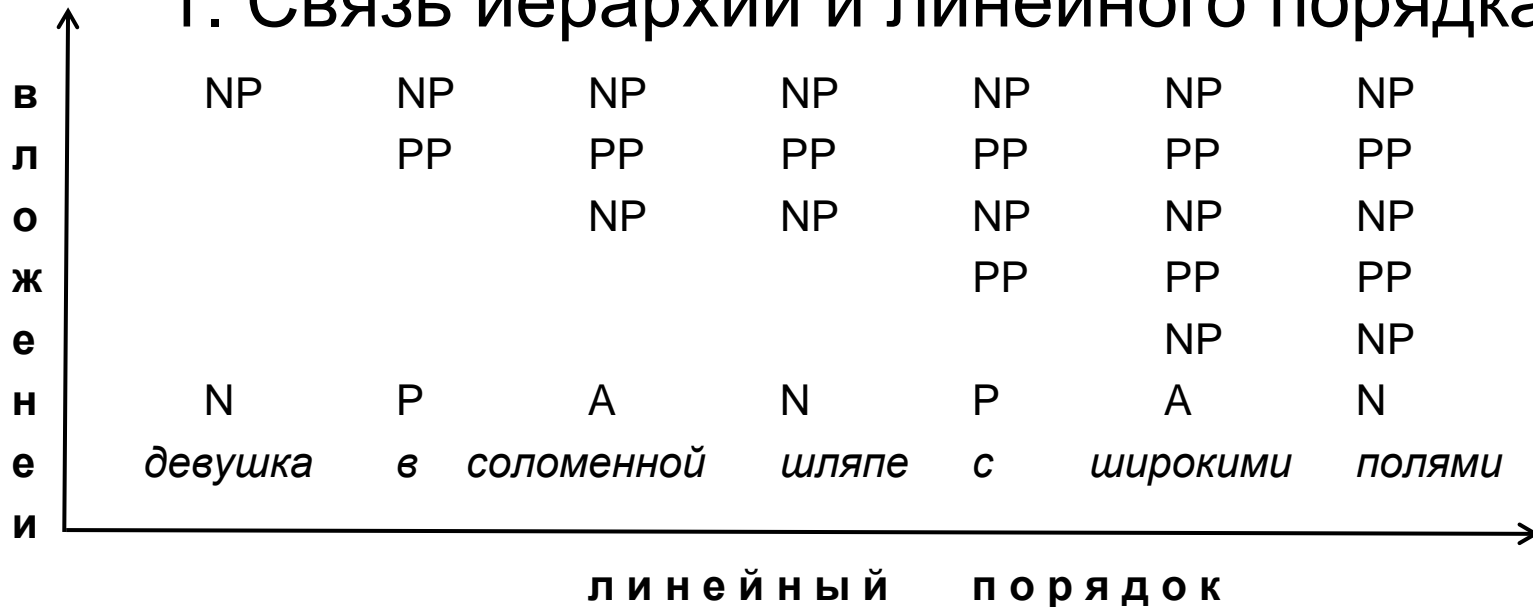 1. Связь иерархии и линейного порядка
в NP NP NP NP NP NP NP
л PP PP PP PP PP PP
о NP NP NP NP NP
ж PP PP PP
е NP NP
н N P A N P A N
е девушка в соломенной шляпе с широкими полями
и
линейный порядок